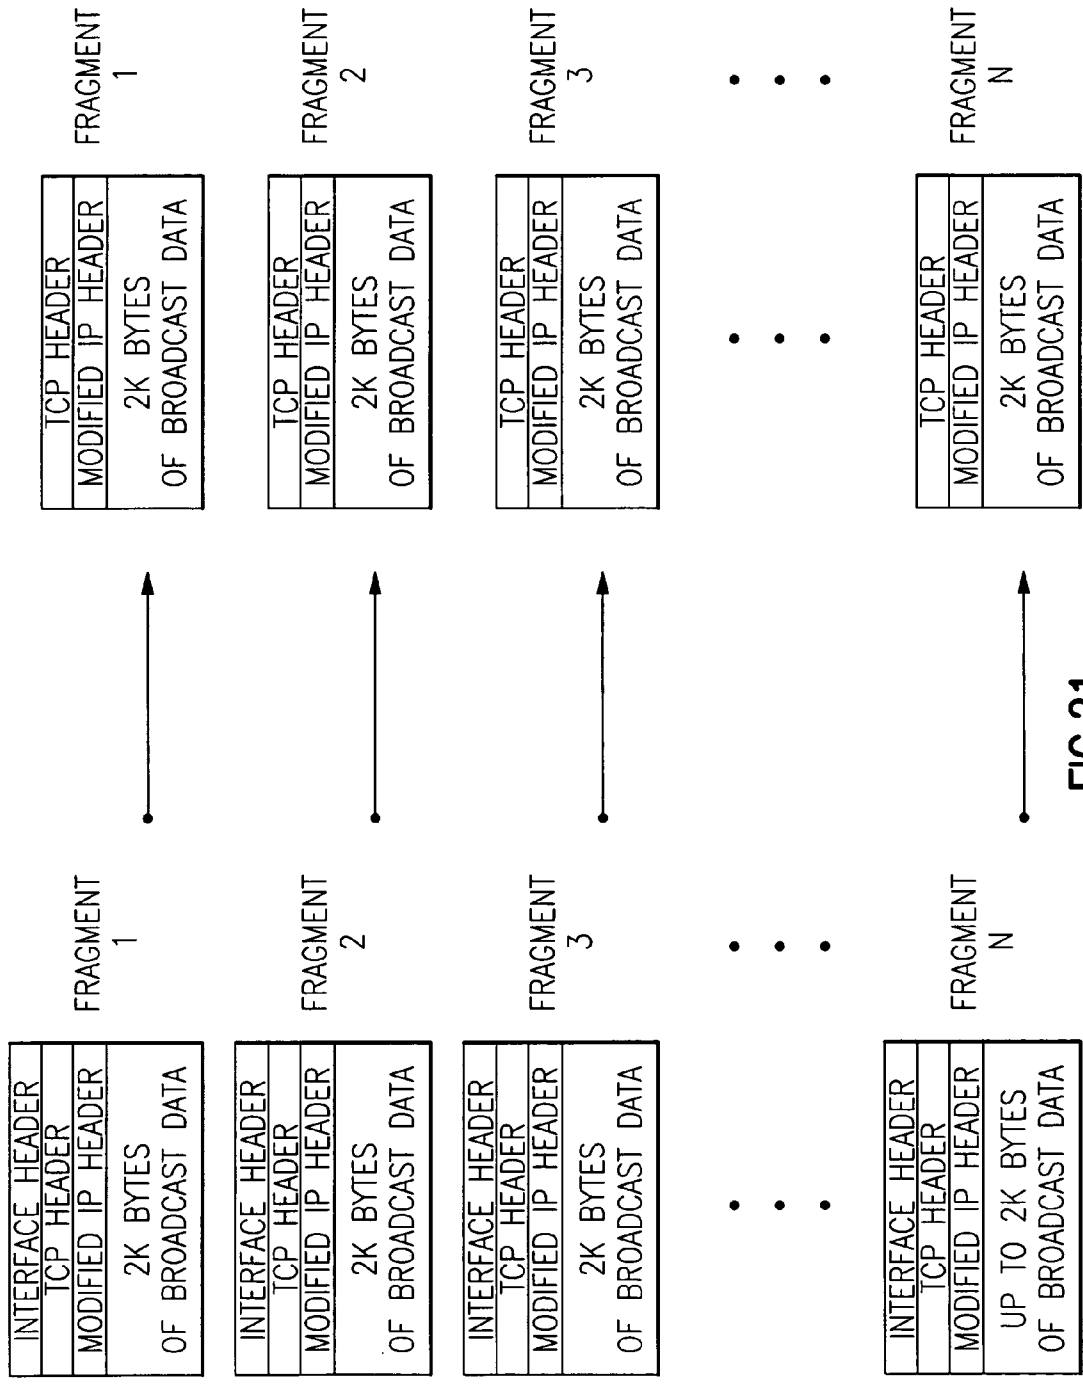 INTERFACE HEADER
TCP HEADER
MODIFIED IP HEADER
2K BYTES
OF BROADCAST DATA
FRAGMENT
1
TCP HEADER
MODIFIED IP HEADER
2K BYTES
OF BROADCAST DATA
FRAGMENT
1
INTERFACE HEADER
TCP HEADER
MODIFIED IP HEADER
2K BYTES
OF BROADCAST DATA
FRAGMENT
2
TCP HEADER
MODIFIED IP HEADER
2K BYTES
OF BROADCAST DATA
FRAGMENT
2
INTERFACE HEADER
TCP HEADER
MODIFIED IP HEADER
2K BYTES
OF BROADCAST DATA
FRAGMENT
3
TCP HEADER
MODIFIED IP HEADER
2K BYTES
OF BROADCAST DATA
FRAGMENT
3
INTERFACE HEADER
TCP HEADER
MODIFIED IP HEADER
UP TO 2K BYTES
OF BROADCAST DATA
FRAGMENT
N
TCP HEADER
MODIFIED IP HEADER
2K BYTES
OF BROADCAST DATA
FRAGMENT
N